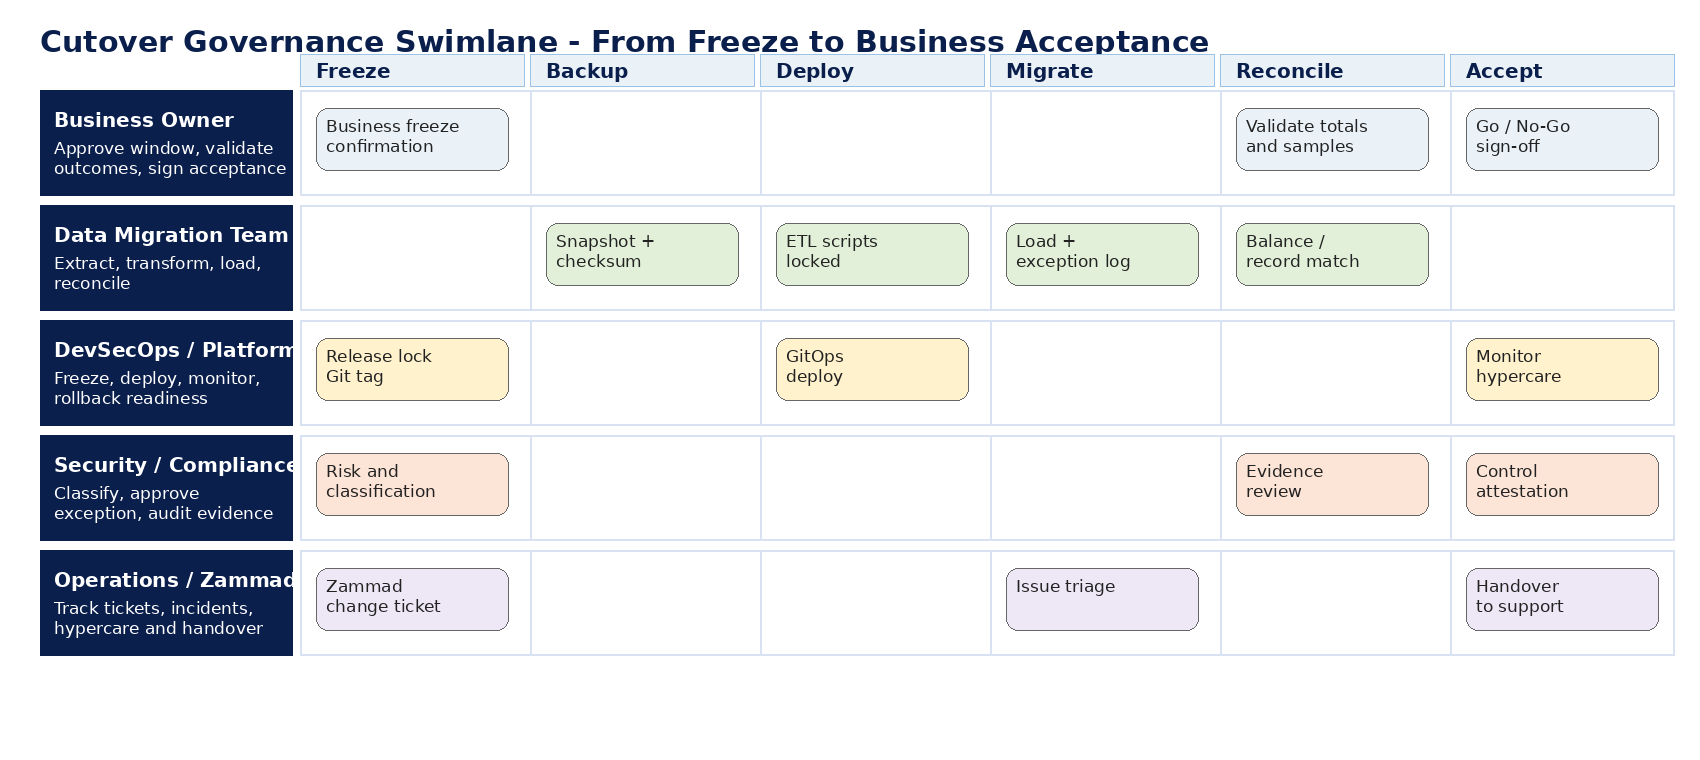 Cutover Governance Swimlane - From Freeze to Business Acceptance
Freeze
Backup
Deploy
Migrate
Reconcile
Accept
Business Owner
Approve window, validate
outcomes, sign acceptance
Business freeze
confirmation
Validate totals
and samples
Go / No-Go
sign-off
Data Migration Team
Extract, transform, load,
reconcile
Snapshot +
checksum
ETL scripts
locked
Load +
exception log
Balance /
record match
DevSecOps / Platform
Freeze, deploy, monitor,
rollback readiness
Release lock
Git tag
GitOps
deploy
Monitor
hypercare
Security / Compliance
Classify, approve
exception, audit evidence
Risk and
classification
Evidence
review
Control
attestation
Operations / Zammad
Track tickets, incidents,
hypercare and handover
Zammad
change ticket
Issue triage
Handover
to support